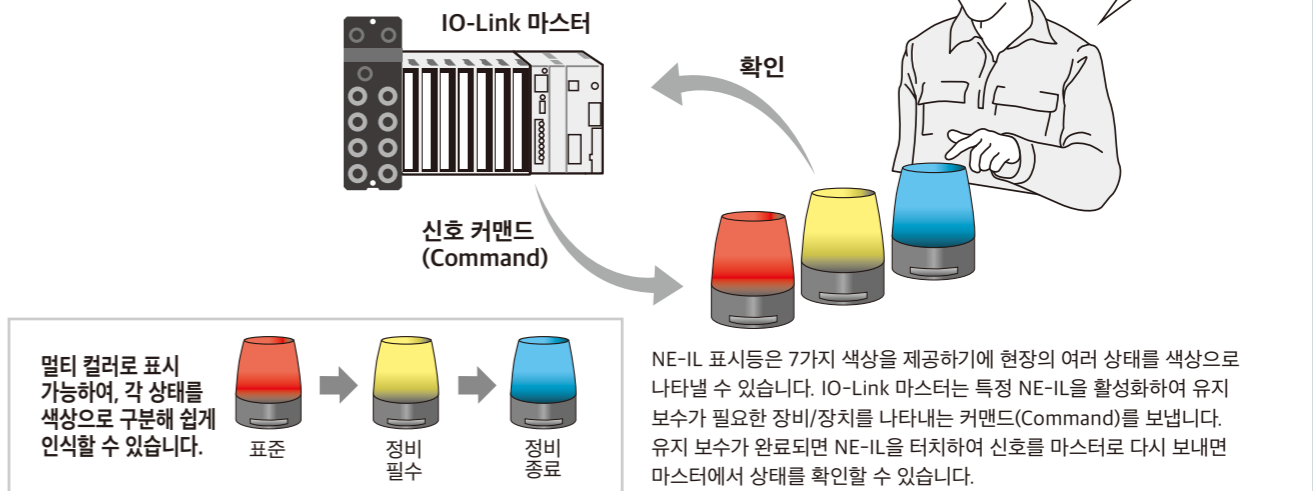 IO-Link 마스터
확인
신호 커맨드
(Command)
멀티 컬러로 표시
가능하여, 각 상태를
색상으로 구분해 쉽게
인식할 수 있습니다.
표준
정비
필수
정비
종료
NE-IL 표시등은 7가지 색상을 제공하기에 현장의 여러 상태를 색상으로
나타낼 수 있습니다. IO-Link 마스터는 특정 NE-IL을 활성화하여 유지
보수가 필요한 장비/장치를 나타내는 커맨드(Command)를 보냅니다.
유지 보수가 완료되면 NE-IL을 터치하여 신호를 마스터로 다시 보내면
마스터에서 상태를 확인할 수 있습니다.